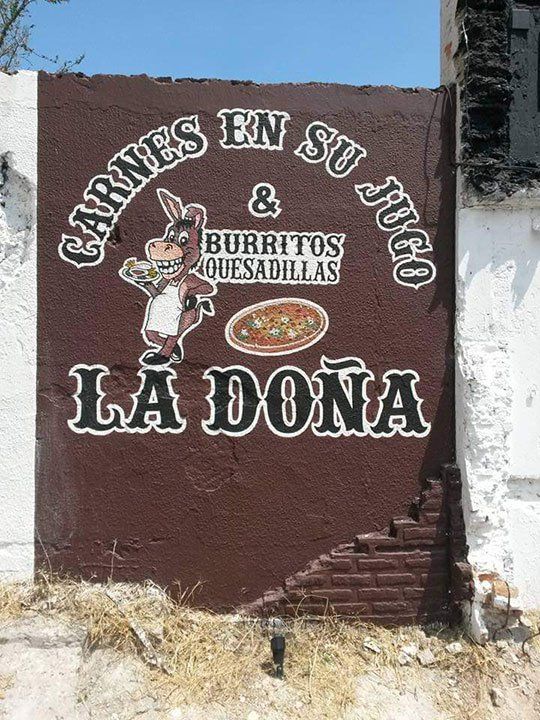 CARNES EN SU JUGO
&
BURRITOS
QUESADILLAS
LA DOÑA